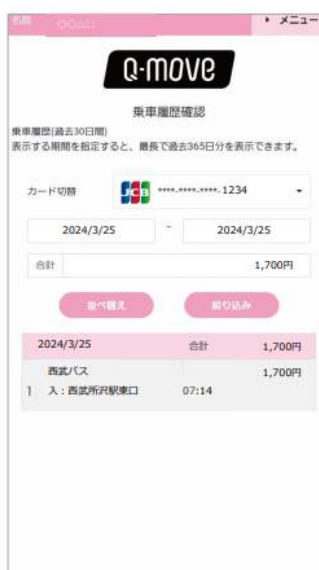 名前 〇〇△□ メニュー
Q-move
乗車履歴確認
乗車履歴(過去30日間)
表示する期間を指定すると、最長で過去365日分を表示できます。
カード切替 JCB ****-****-****-1234
2024/3/25 ~ 2024/3/25
合計 1,700円
並べ替え 絞り込み
2024/3/25 合計 1,700円
西武バス 1,700円
1 入：西武所沢駅東口 07:14